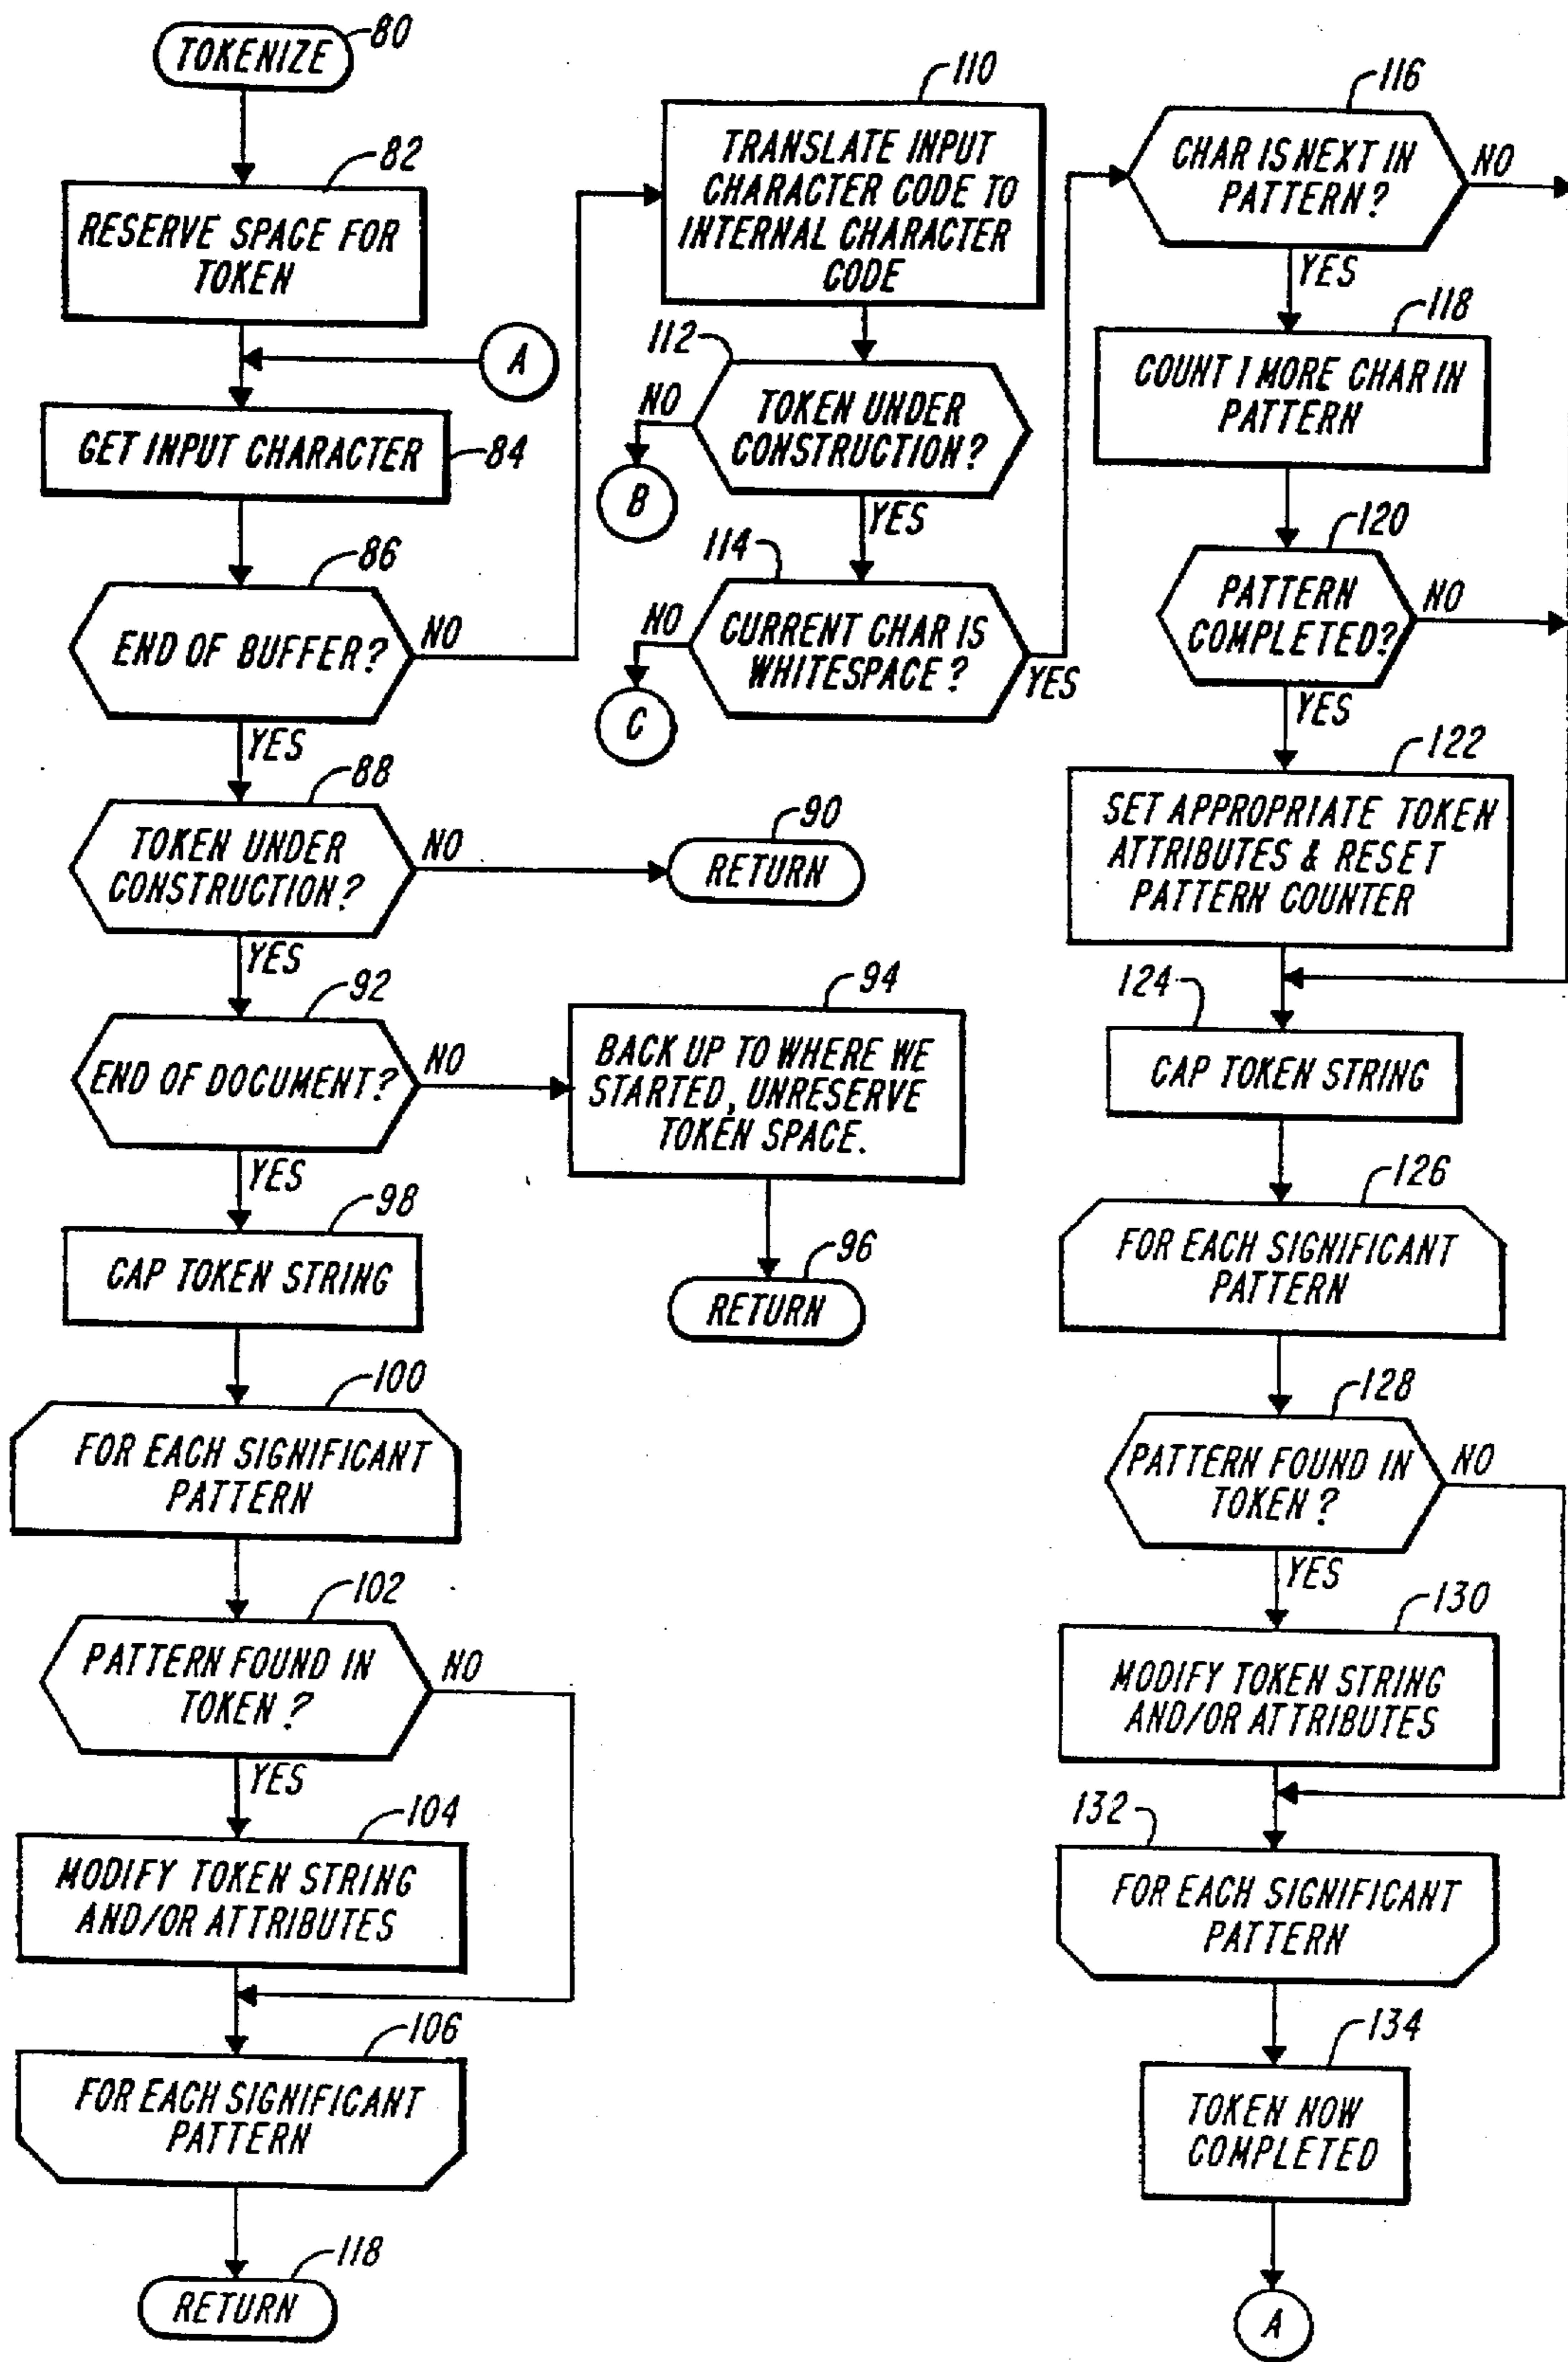 TOKENIZE
80
82
RESERVE SPACE FOR
TOKEN
A
GET INPUT CHARACTER
84
86
END OF BUFFER?
NO
YES
88
TOKEN UNDER
CONSTRUCTION?
NO
90
RETURN
YES
92
END OF DOCUMENT?
NO
94
BACK UP TO WHERE WE
STARTED, UNRESERVE
TOKEN SPACE.
96
RETURN
YES
98
CAP TOKEN STRING
100
FOR EACH SIGNIFICANT
PATTERN
102
PATTERN FOUND IN
TOKEN?
NO
YES
104
MODIFY TOKEN STRING
AND/OR ATTRIBUTES
106
FOR EACH SIGNIFICANT
PATTERN
118
RETURN
110
TRANSLATE INPUT
CHARACTER CODE TO
INTERNAL CHARACTER
CODE
112
NO
TOKEN UNDER
CONSTRUCTION?
B
YES
114
NO
CURRENT CHAR IS
WHITESPACE?
YES
C
116
CHAR IS NEXT IN
PATTERN?
NO
YES
118
COUNT 1 MORE CHAR IN
PATTERN
120
PATTERN
COMPLETED?
NO
YES
122
SET APPROPRIATE TOKEN
ATTRIBUTES & RESET
PATTERN COUNTER
124
CAP TOKEN STRING
126
FOR EACH SIGNIFICANT
PATTERN
128
PATTERN FOUND IN
TOKEN?
NO
YES
130
MODIFY TOKEN STRING
AND/OR ATTRIBUTES
132
FOR EACH SIGNIFICANT
PATTERN
134
TOKEN NOW
COMPLETED
A